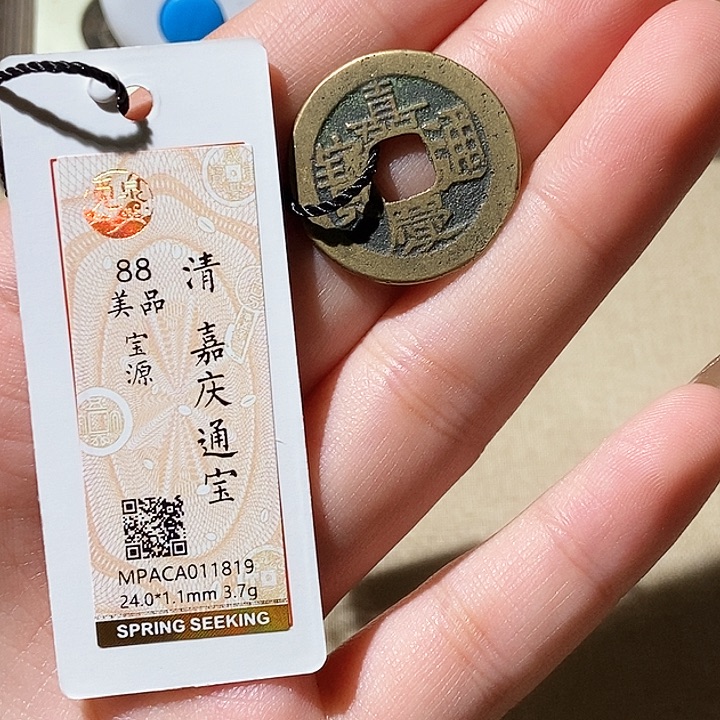 88
美品
宝源
清 嘉庆通宝
MPACA011819
24.0*1.1mm 3.7g
SPRING SEEKING
嘉慶通寶